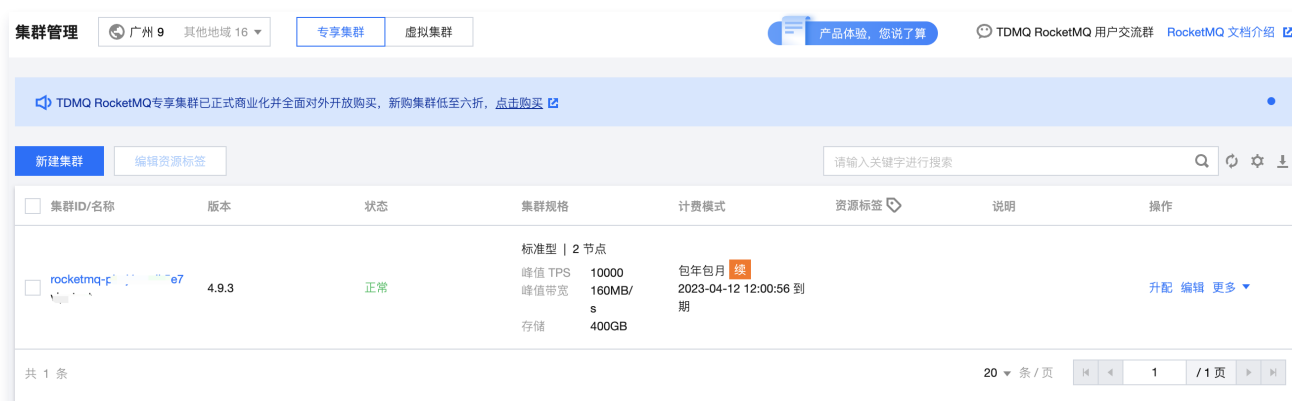 集群管理 广州 9 其他地域 16 专享集群 虚拟集群 产品体验，您说了算 TDMQ RocketMQ 用户交流群 RocketMQ 文档介绍
TDMQ RocketMQ专享集群已正式商业化并全面对外开放购买，新购集群低至六折，点击购买
新建集群 编辑资源标签 请输入关键字进行搜索
集群ID/名称 版本 状态 集群规格 计费模式 资源标签 说明 操作
标准型 | 2 节点
峰值 TPS 10000
包年包月 续
rocketmq-p
e7
4.9.3 正常 峰值带宽 160MB/
s
2023-04-12 12:00:56 到
期
升配 编辑 更多
存储 400GB
共 1 条 20 条 / 页 1 / 1 页